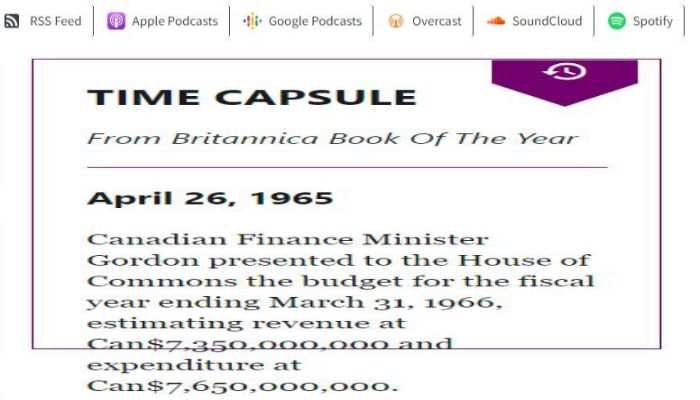 RSS Feed Apple Podcasts Google Podcasts Overcast SoundCloud Spotify
TIME CAPSULE
From Britannica Book Of The Year
April 26, 1965
Canadian Finance Minister
Gordon presented to the House of
Commons the budget for the fiscal
year ending March 31, 1966,
estimating revenue at
Can$7,350,000,000 and
expenditure at
Can$7,650,000,000.